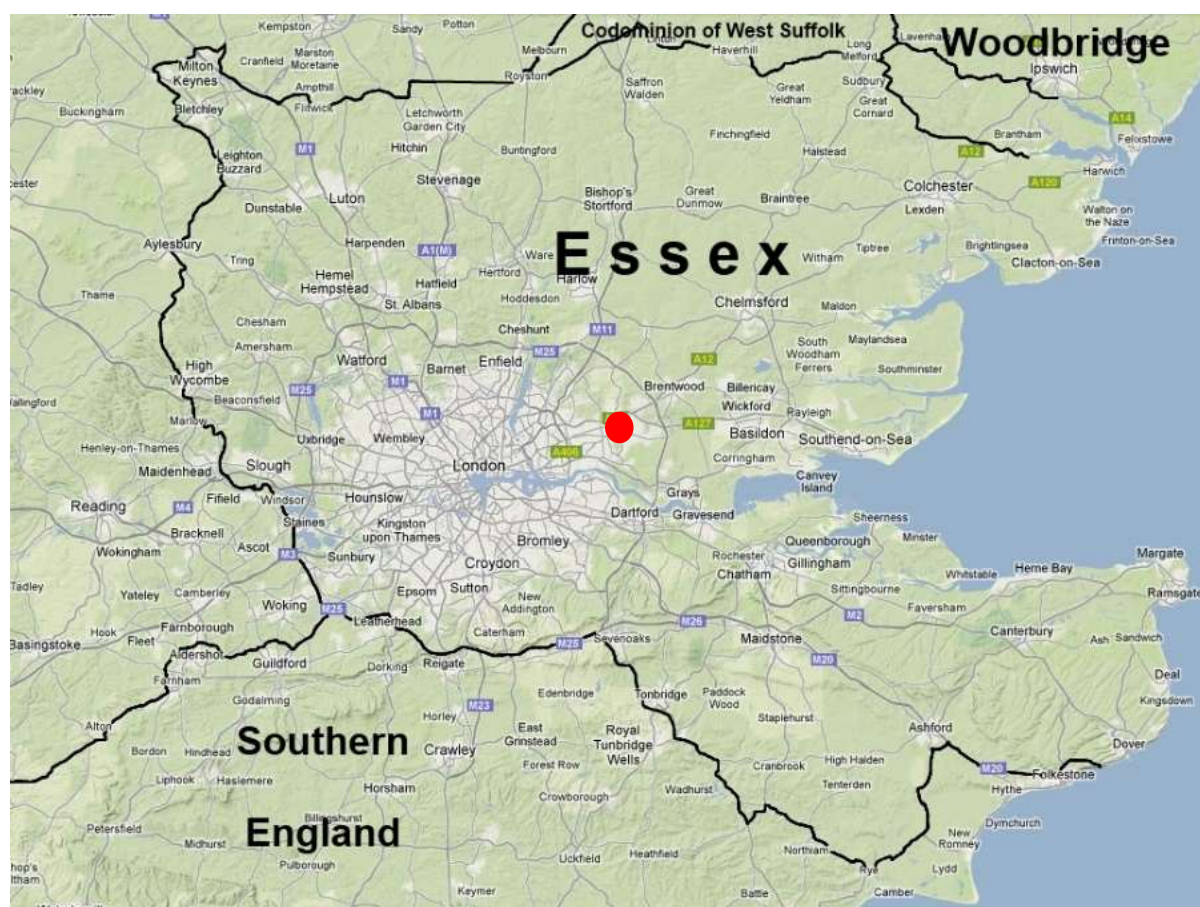 Kempston
Sandy
Potton
Codominion of West Suffolk
Linton
Haverhill
Long
Melford
Lavenham
Woodbridge
Ipswich
Milton
Keynes
Cranfield
Marston
Moretaine
Ampthill
Flitwick
Melbourn
Royston
Saffron
Walden
Great
Yeldham
Sudbury
Great
Cornard
A14
Felixstowe
Buckingham
Bletchley
Letchworth
Garden City
Hitchin
Buntingford
Finchingfield
Halstead
Brantham
A12
Harwich
M1
Leighton
Buzzard
Stevenage
Bishop's
Stortford
Great
Dunmow
Braintree
Colchester
Lexden
A120
Walton on
the Naze
Frinton-on-Sea
Dunstable
Luton
Aylesbury
Harpenden
A1(M)
Ware
Essex
Witham
Tiptree
Brightlingsea
Clacton-on-Sea
Tring
Hemel
Hempstead
Hatfield
Hertford
Harlow
Thame
St. Albans
Hoddesdon
Chelmsford
Maldon
Chesham
Amersham
Cheshunt
M11
South
Woodham
Ferrers
Maylandsea
High
Wycombe
Watford
Barnet
Enfield
M25
A12
Southminster
Beaconsfield
M25
M1
M1
Brentwood
Billericay
Wickford
Rayleigh
Marlow
Henley-on-Thames
Uxbridge
Wembley
A406
A127
Basildon
Southend-on-Sea
Maidenhead
Slough
London
Corringham
Canvey
Island
Reading
M4
Fifield
Windsor
Hounslow
Grays
Staines
Kingston
upon Thames
Dartford
Gravesend
Sheerness
Bracknell
Wokingham
Ascot
M3
Sunbury
Bromley
Croydon
Queenborough
Minster
Rochester
Chatham
Gillingham
Margate
Herne Bay
Whitstable
Ramsgate
Yateley
Camberley
Woking
Epsom
Sutton
New
Addington
Sittingbourne
Faversham
Hook
Fleet
Farnborough
M25
Leatherhead
Caterham
M25
Sevenoaks
M26
Maidstone
M2
Canterbury
Ash
Sandwich
Basingstoke
Aldershot
Guildford
Dorking
Reigate
M20
Deal
Kingsdown
Farnham
Godalming
M23
Edenbridge
Tonbridge
Paddock
Wood
Staplehurst
Ashford
Dover
Alton
Bordon
Hindhead
Southern
Horley
Crawley
East
Grinstead
Royal
Tunbridge
Wells
Cranbrook
High Halden
Tenterden
M20
Folkestone
Hythe
Liphook
Haslemere
Horsham
Forest Row
Crowborough
Wadhurst
Dymchurch
Petersfield
Midhurst
England
Billingshurst
Pulborough
Uckfield
Heathfield
Northiam
New
Romney
Lydd
Rye
Keymer
Battle
Camber